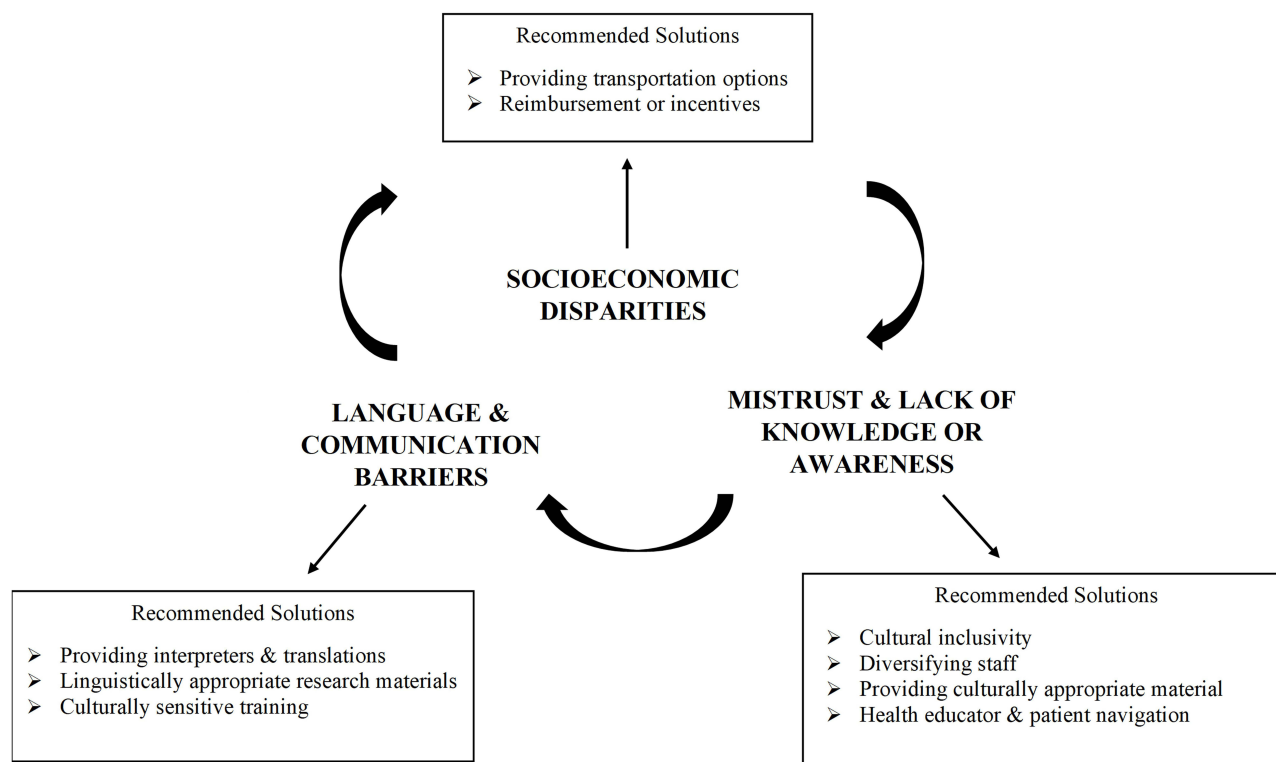 Recommended Solutions
➢ Providing transportation options
➢ Reimbursement or incentives
SOCIOECONOMIC
DISPARITIES
LANGUAGE &
COMMUNICATION
BARRIERS
MISTRUST & LACK OF
KNOWLEDGE OR
AWARENESS
Recommended Solutions
➢ Providing interpreters & translations
➢ Linguistically appropriate research materials
➢ Culturally sensitive training
Recommended Solutions
➢ Cultural inclusivity
➢ Diversifying staff
➢ Providing culturally appropriate material
➢ Health educator & patient navigation